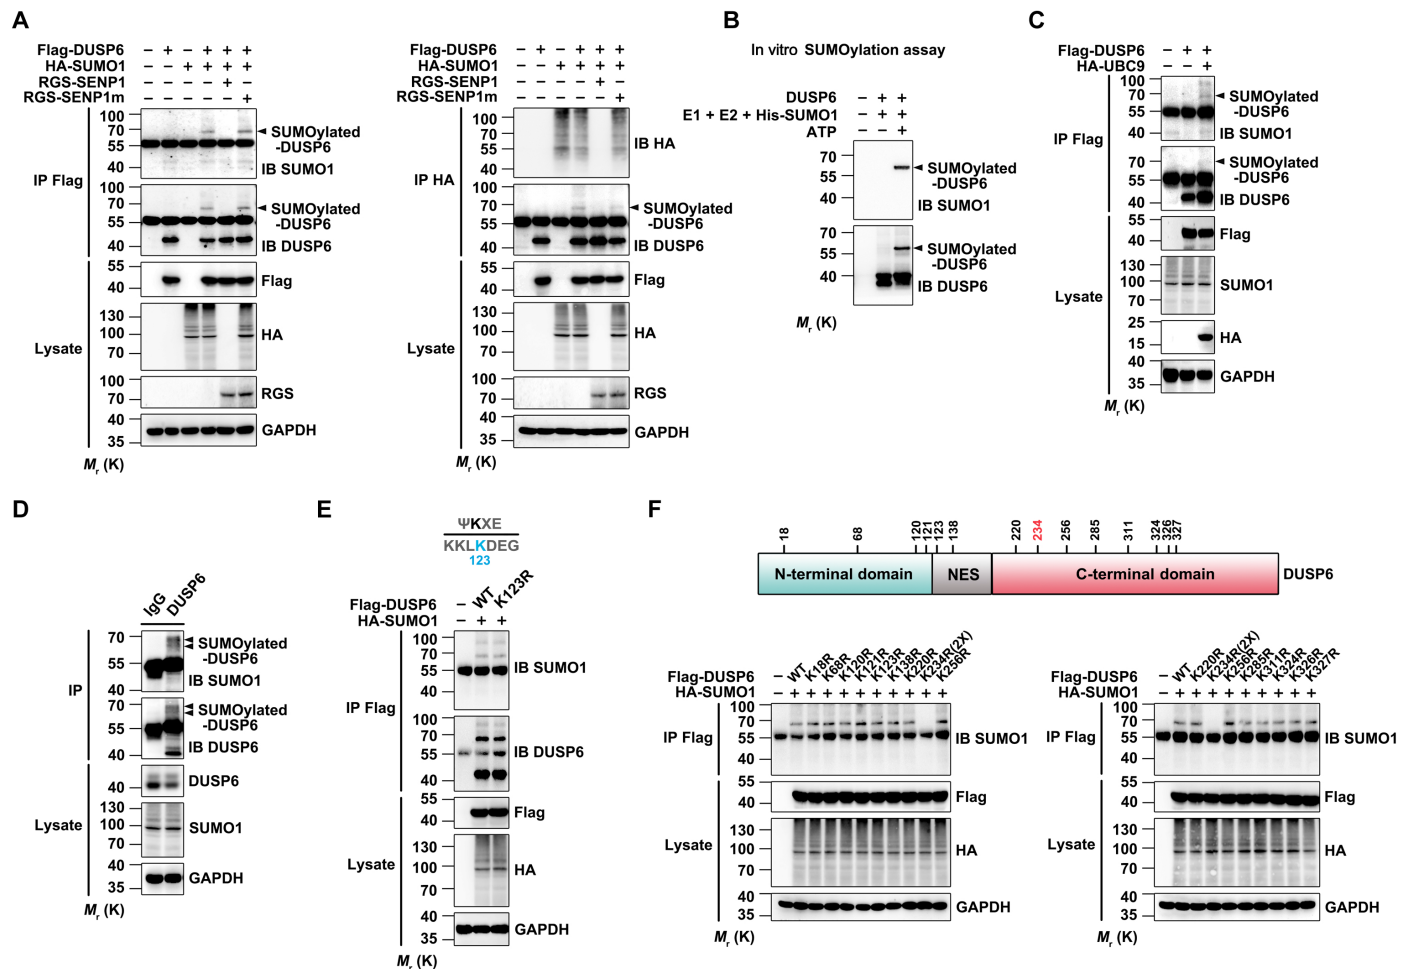 A
Flag-DUSP6 – + – + + +
HA-SUMO1 – – + + + +
RGS-SENP1 – – – – + –
RGS-SENP1m – – – – – +
IP Flag
100
70
55
40
SUMOylated
-DUSP6
IB SUMO1
100
70
55
40
SUMOylated
-DUSP6
IB DUSP6
Lysate
55
40
Flag
130
100
70
HA
100
70
55
RGS
40
35
GAPDH
Mr (K)
Flag-DUSP6 – + – + + +
HA-SUMO1 – – + + + +
RGS-SENP1 – – – – + –
RGS-SENP1m – – – – – +
IP HA
100
70
55
40
IB HA
100
70
55
40
SUMOylated
-DUSP6
IB DUSP6
Lysate
55
40
Flag
130
100
70
HA
100
70
55
RGS
40
35
GAPDH
Mr (K)
B
In vitro SUMOylation assay
DUSP6 – + +
E1 + E2 + His-SUMO1 – + +
ATP – – +
70
55
40
SUMOylated
-DUSP6
IB SUMO1
70
55
40
SUMOylated
-DUSP6
IB DUSP6
Mr (K)
C
Flag-DUSP6 – + +
HA-UBC9 – – +
IP Flag
100
70
55
40
SUMOylated
-DUSP6
IB SUMO1
70
55
40
SUMOylated
-DUSP6
IB DUSP6
Lysate
55
40
Flag
130
100
70
SUMO1
25
15
HA
40
35
GAPDH
Mr (K)
D
IgG
DUSP6
IP
70
55
40
SUMOylated
-DUSP6
IB SUMO1
70
55
40
SUMOylated
-DUSP6
IB DUSP6
Lysate
40
DUSP6
130
100
70
SUMO1
40
35
GAPDH
Mr (K)
E
ΨKXE
KKLKDEG
123
Flag-DUSP6 – WT K123R
HA-SUMO1 – + +
IP Flag
100
70
55
40
IB SUMO1
100
70
55
40
IB DUSP6
Lysate
55
40
Flag
130
100
70
HA
40
35
GAPDH
Mr (K)
F
18 68 120 121 123 138 220 234 256 285 311 324 326 327
N-terminal domain NES C-terminal domain DUSP6
Flag-DUSP6 – WT K18R K68R K120R K121R K123R K138R K220R K234R(2X) K256R
HA-SUMO1 – + + + + + + + + + +
IP Flag
100
70
55
40
IB SUMO1
Lysate
55
40
Flag
130
100
70
HA
40
35
GAPDH
Mr (K)
Flag-DUSP6 – WT K220R K234R(2X) K256R K285R K311R K324R K326R K327R
HA-SUMO1 – + + + + + + + + +
IP Flag
100
70
55
40
IB SUMO1
Lysate
55
40
Flag
130
100
70
HA
40
35
GAPDH
Mr (K)